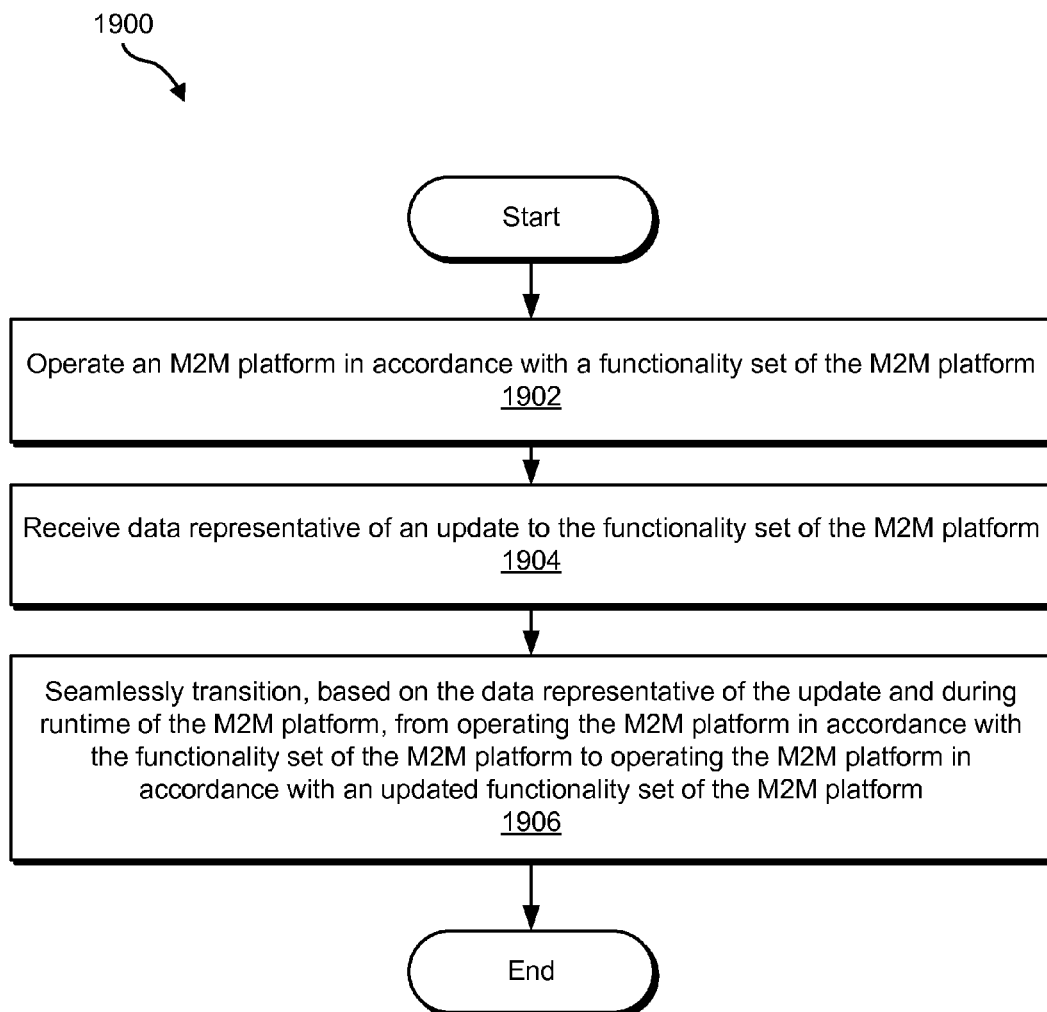 1900
Start
Operate an M2M platform in accordance with a functionality set of the M2M platform
1902
Receive data representative of an update to the functionality set of the M2M platform
1904
Seamlessly transition, based on the data representative of the update and during
runtime of the M2M platform, from operating the M2M platform in accordance with
the functionality set of the M2M platform to operating the M2M platform in
accordance with an updated functionality set of the M2M platform
1906
End